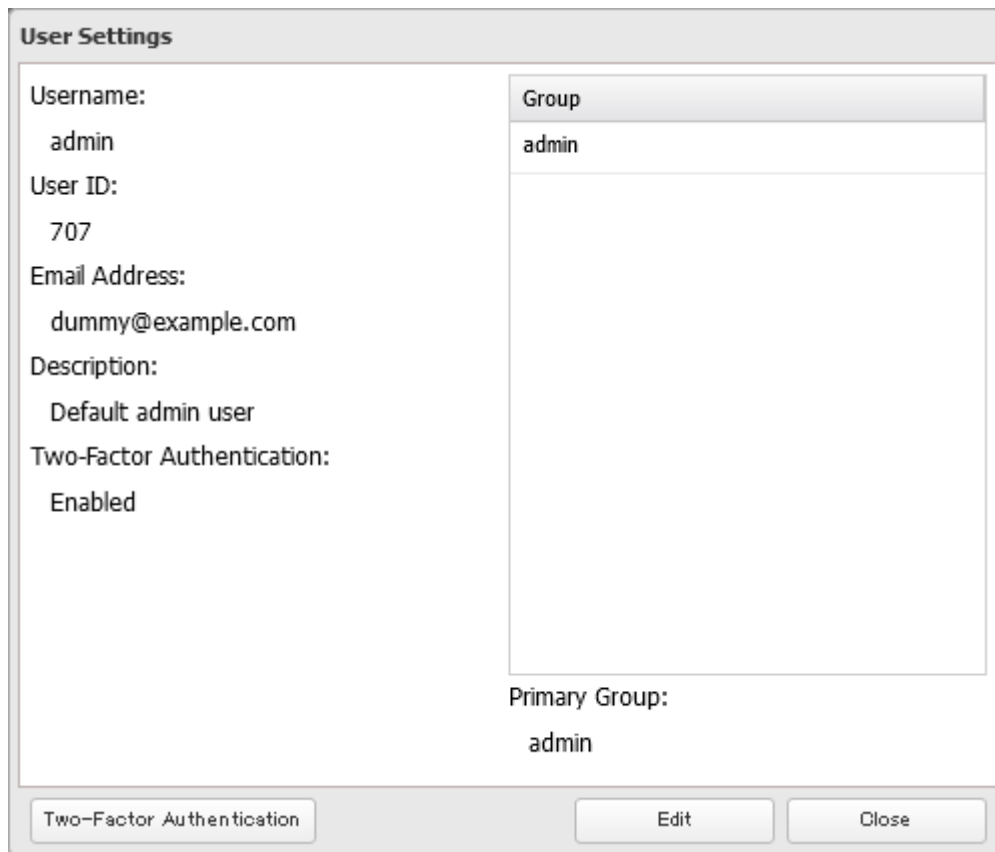 User Settings
Username:
admin
User ID:
707
Email Address:
dummy@example.com
Description:
Default admin user
Two-Factor Authentication:
Enabled
Group
admin
Primary Group:
admin
Two-Factor Authentication
Edit
Close